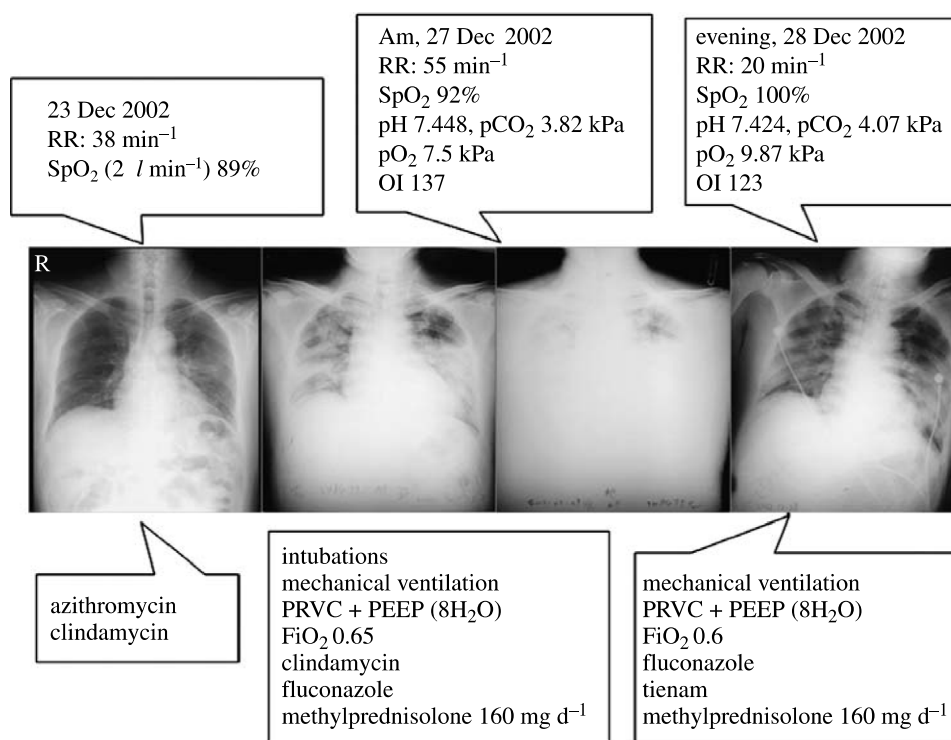 23 Dec 2002
RR: 38 min⁻¹
SpO₂ (2 l min⁻¹) 89%
Am, 27 Dec 2002
RR: 55 min⁻¹
SpO₂ 92%
pH 7.448, pCO₂ 3.82 kPa
pO₂ 7.5 kPa
OI 137
evening, 28 Dec 2002
RR: 20 min⁻¹
SpO₂ 100%
pH 7.424, pCO₂ 4.07 kPa
pO₂ 9.87 kPa
OI 123
R
azithromycin
clindamycin
intubations
mechanical ventilation
PRVC + PEEP (8H₂O)
FiO₂ 0.65
clindamycin
fluconazole
methylprednisolone 160 mg d⁻¹
mechanical ventilation
PRVC + PEEP (8H₂O)
FiO₂ 0.6
fluconazole
tienam
methylprednisolone 160 mg d⁻¹